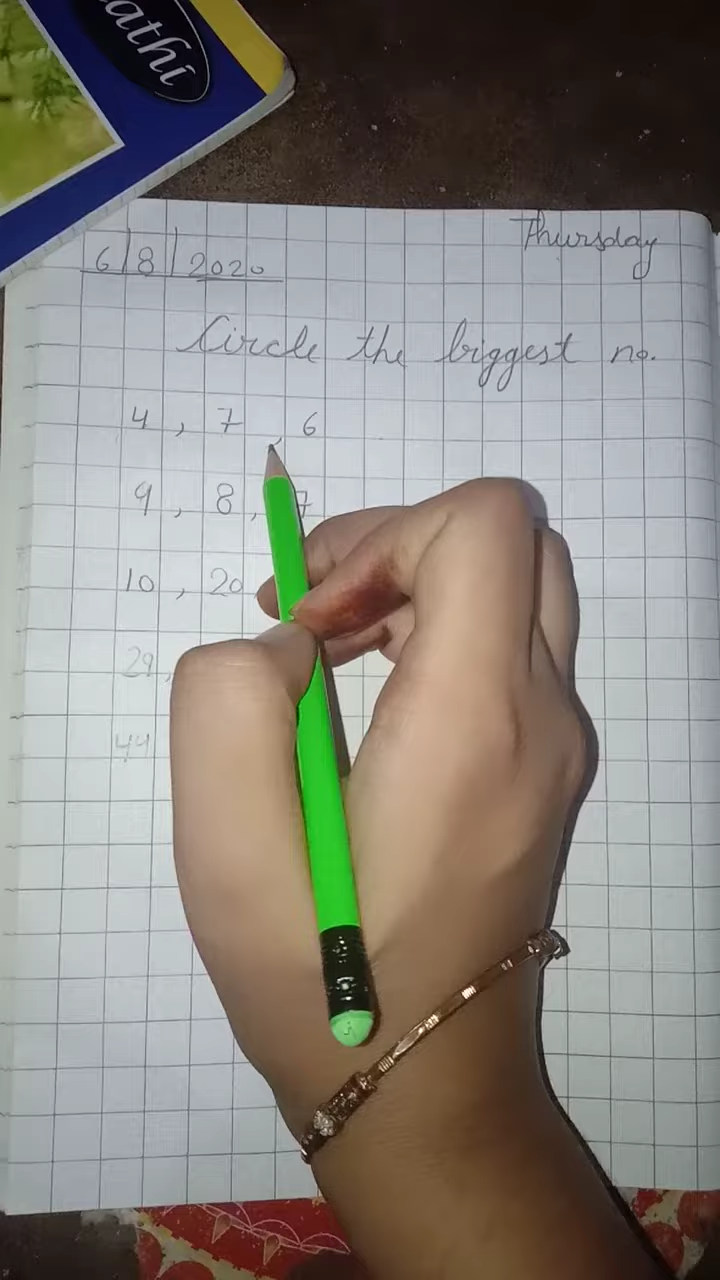 athi
Thursday
6/8/2020
Circle the biggest no.
4 , 7 , 6
9 , 8 , 7
10 , 20
29 ,
44